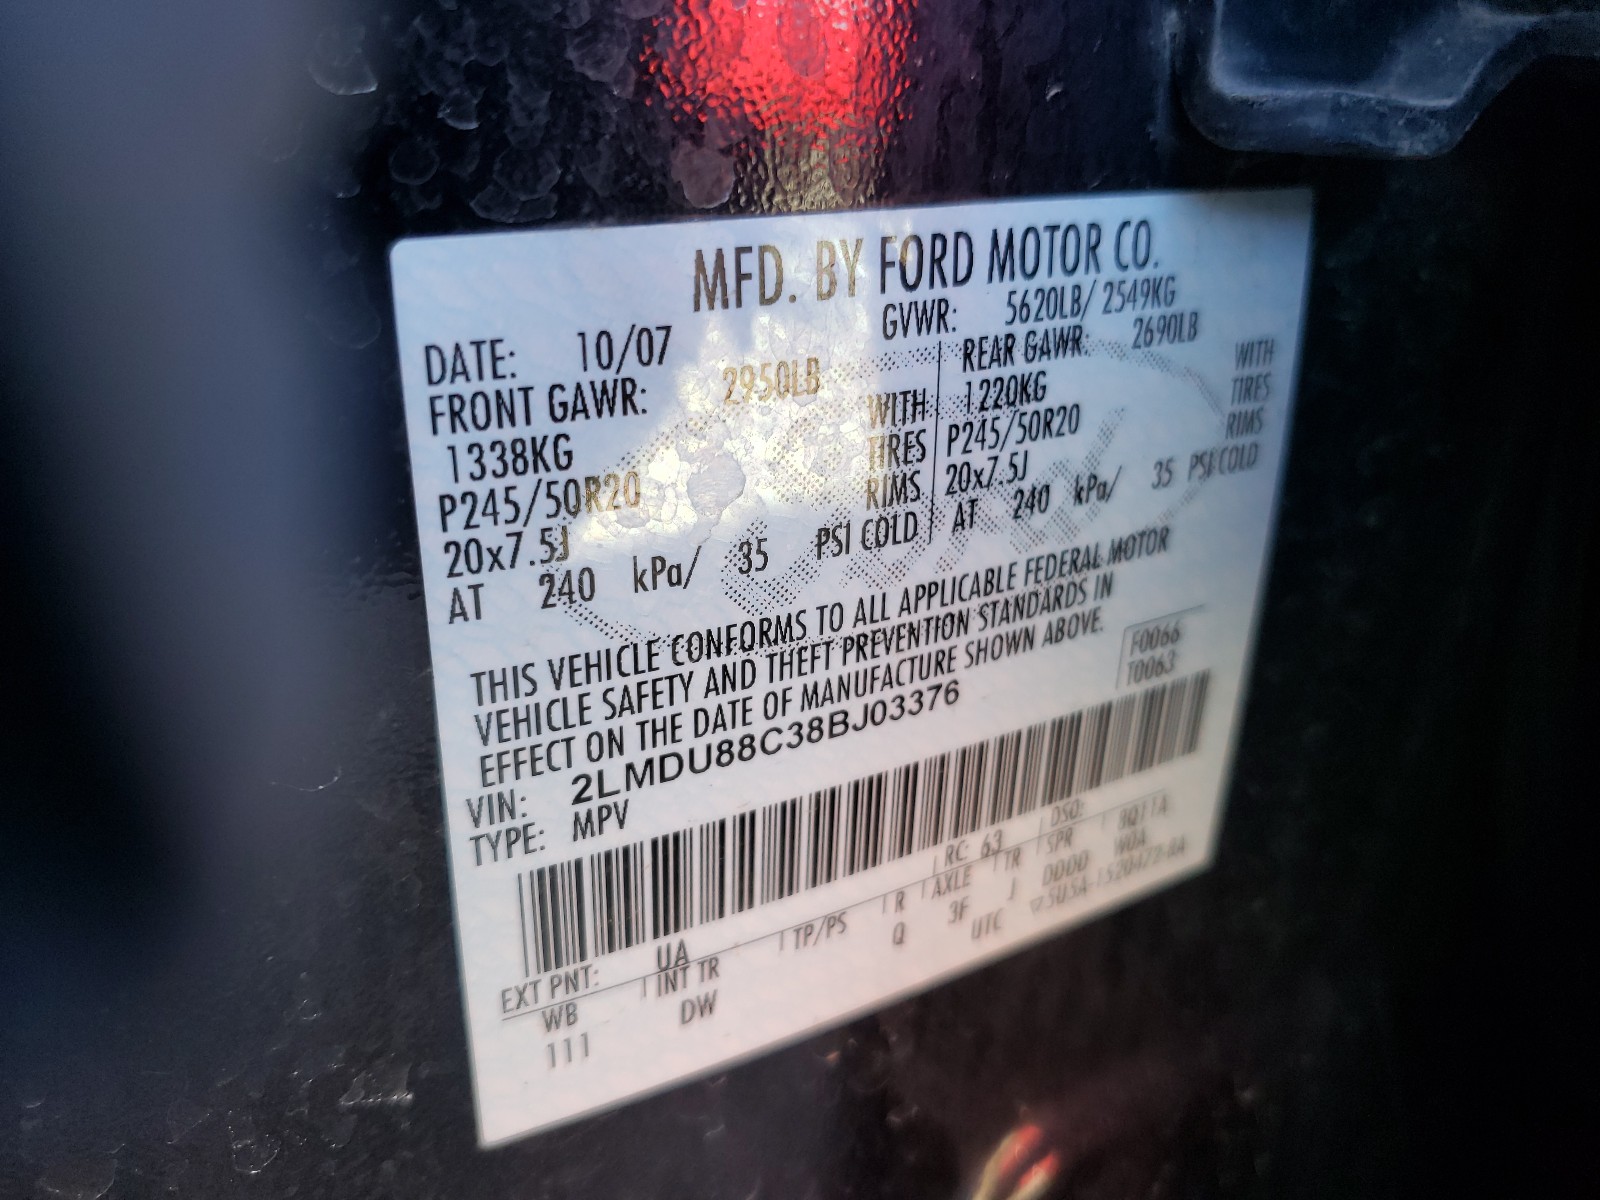 MFD. BY FORD MOTOR CO.
DATE: 10/07 GVWR: 5620LB/ 2549KG
FRONT GAWR: 2950LB REAR GAWR: 2690LB
1338KG WITH 1220KG WITH
P245/50R20 TIRES P245/50R20 TIRES
20x7.5J RIMS 20x7.5J RIMS
AT 240 kPa/ 35 PSI COLD AT 240 kPa/ 35 PSI COLD
THIS VEHICLE CONFORMS TO ALL APPLICABLE FEDERAL MOTOR
VEHICLE SAFETY AND THEFT PREVENTION STANDARDS IN
EFFECT ON THE DATE OF MANUFACTURE SHOWN ABOVE.
F0066
T0063
VIN: 2LMDU88C38BJ03376
TYPE: MPV
EXT PNT: UA RC: 63 DSO:
WB INT TR TP/PS R AXLE TR SPR
111 DW Q 3F J DDDD
UTC